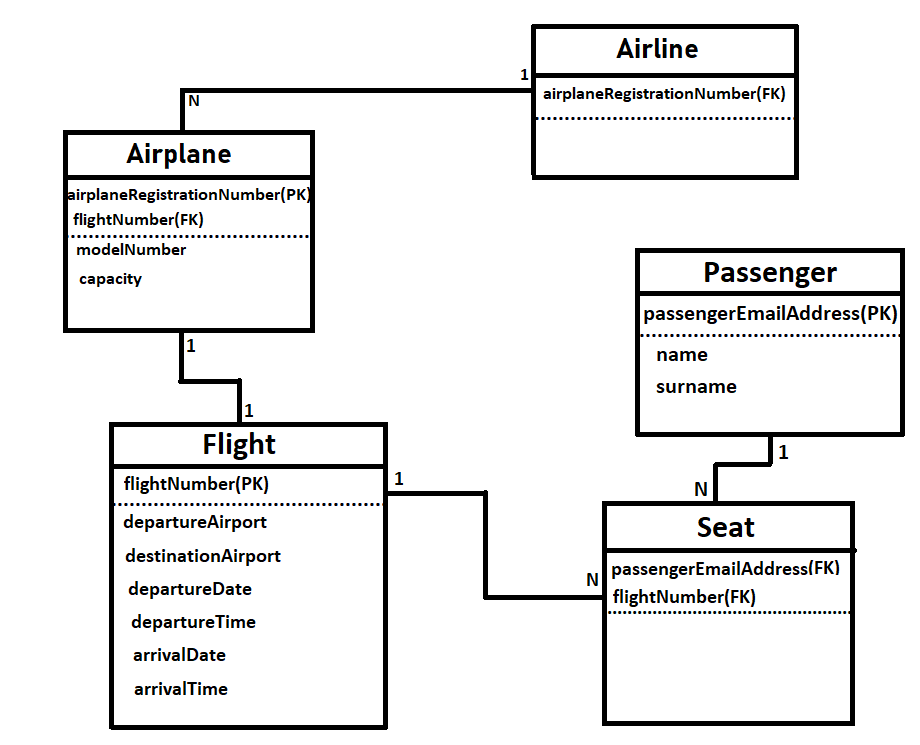 Airline
1
airplaneRegistrationNumber(FK)
N
Airplane
airplaneRegistrationNumber(PK)
flightNumber(FK)
modelNumber
capacity
1
1
Passenger
passengerEmailAddress(PK)
name
surname
1
N
Flight
flightNumber(PK)
departureAirport
destinationAirport
departureDate
departureTime
arrivalDate
arrivalTime
1
N
Seat
passengerEmailAddress(FK)
flightNumber(FK)